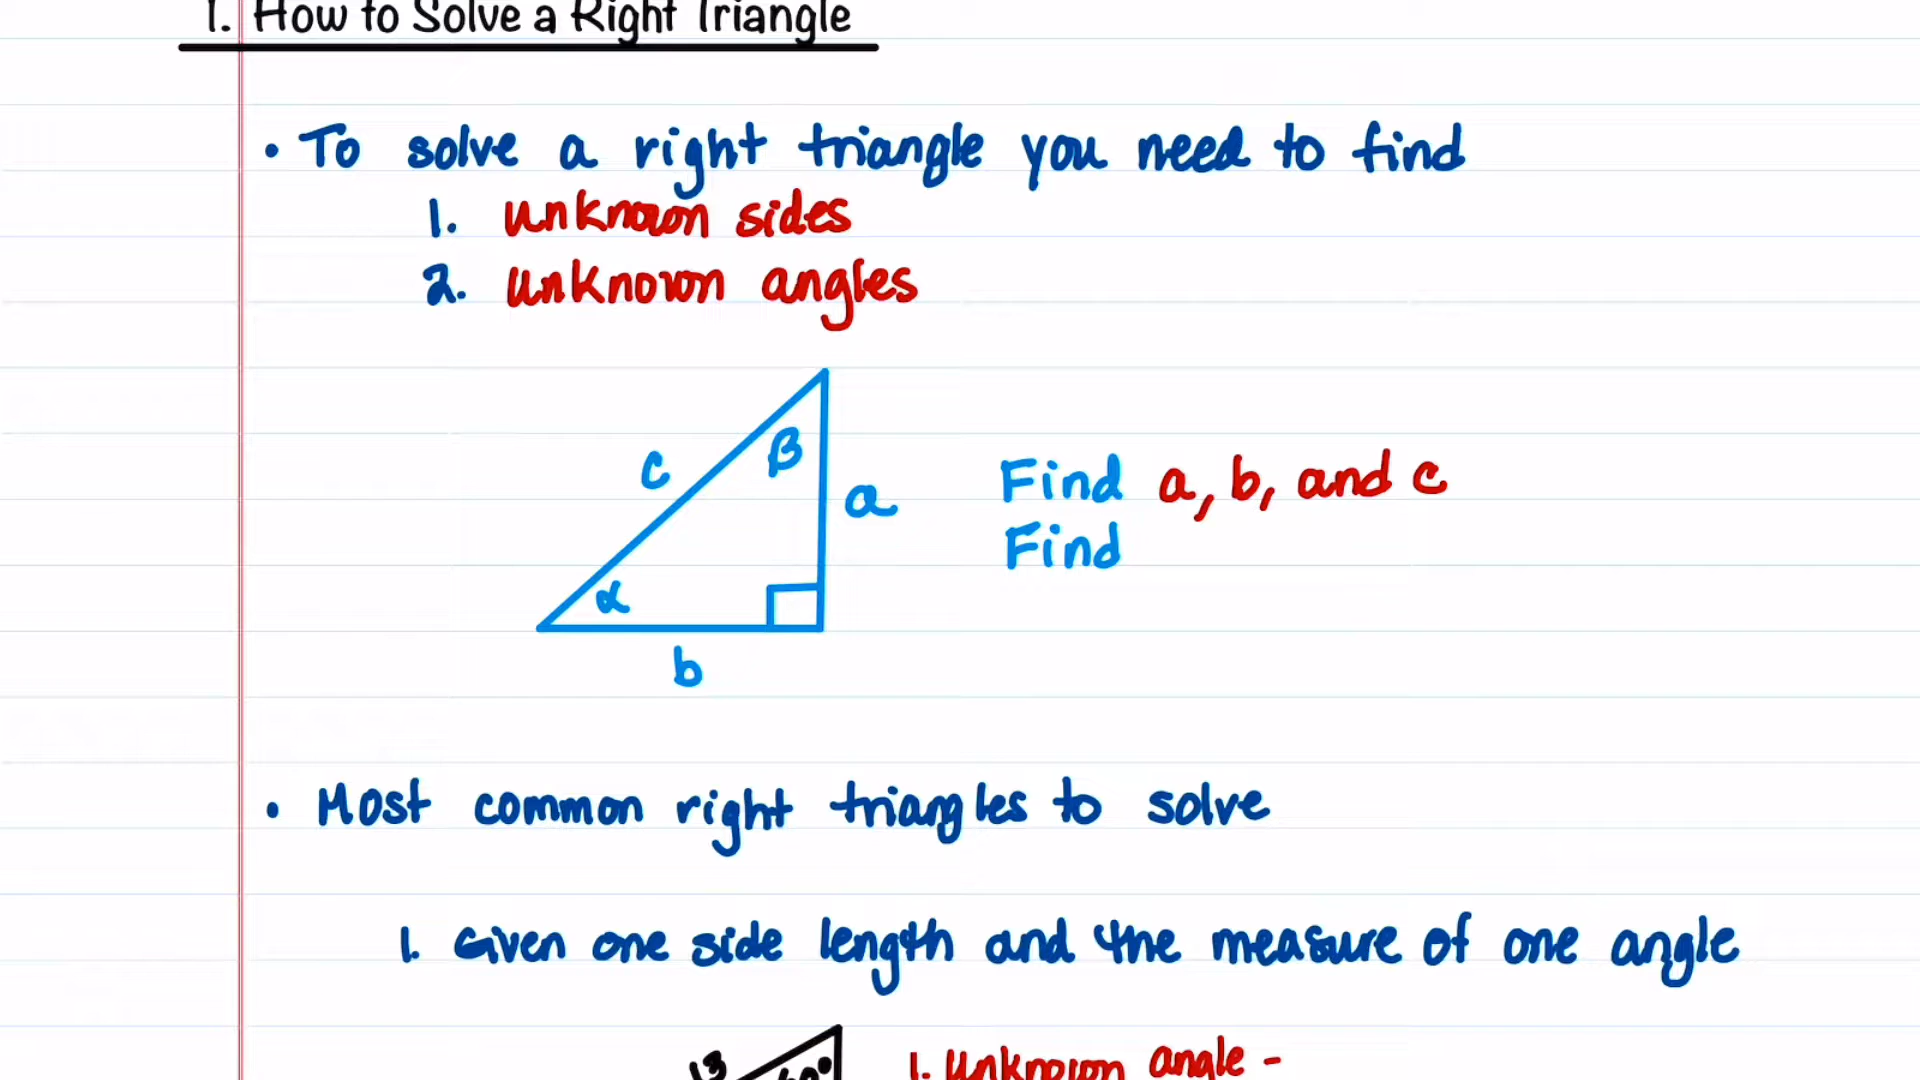 1. How to Solve a Right Triangle
• To solve a right triangle you need to find
1. unknown sides
2. unknown angles
β
c
a
Find a, b, and c
Find
α
b
• Most common right triangles to solve
1. Given one side length and the measure of one angle
13
1. Unknown angle -